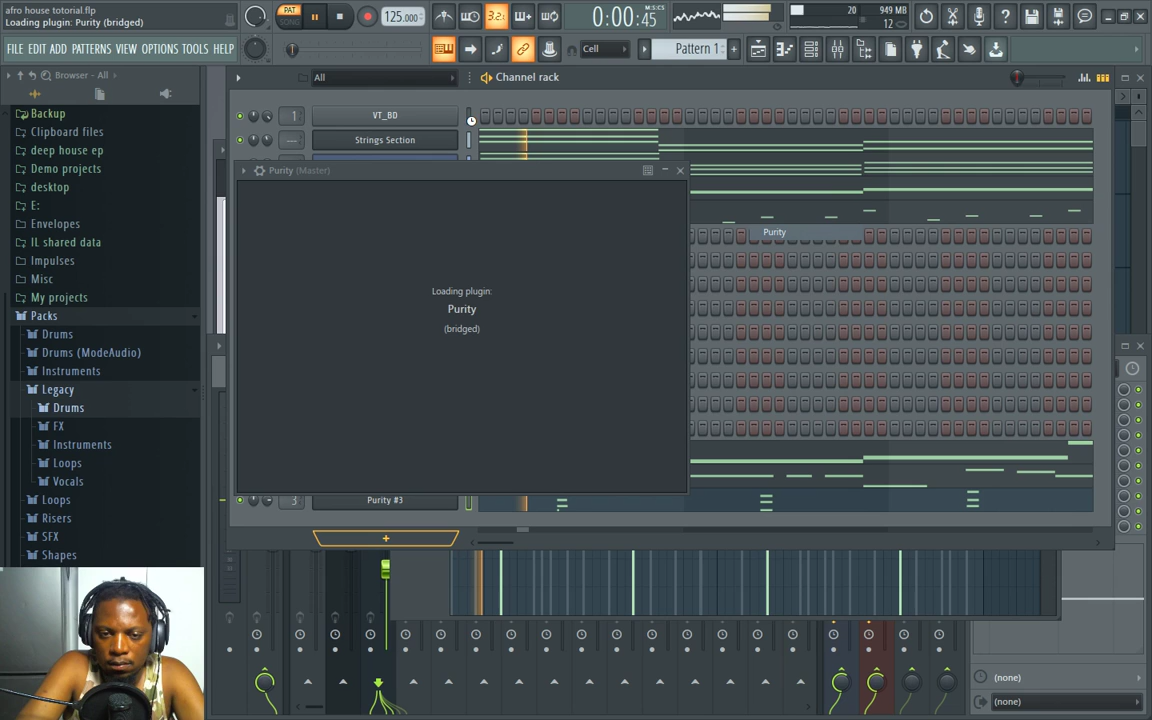 afro house totorial.flp
Loading plugin: Purity (bridged)
PAT
SONG
125.000
3.2
0:00:45
M:S:CS
20
949 MB
12
FILE EDIT ADD PATTERNS VIEW OPTIONS TOOLS HELP
Cell
Pattern 1
Browser - All
All
Channel rack
Backup
Clipboard files
deep house ep
Demo projects
desktop
E:
Envelopes
IL shared data
Impulses
Misc
My projects
Packs
Drums
Drums (ModeAudio)
Instruments
Legacy
Drums
FX
Instruments
Loops
Vocals
Loops
Risers
SFX
Shapes
1
VT_BD
---
Strings Section
Purity (Master)
Purity
Loading plugin:
Purity
(bridged)
3
Purity #3
+
(none)
(none)